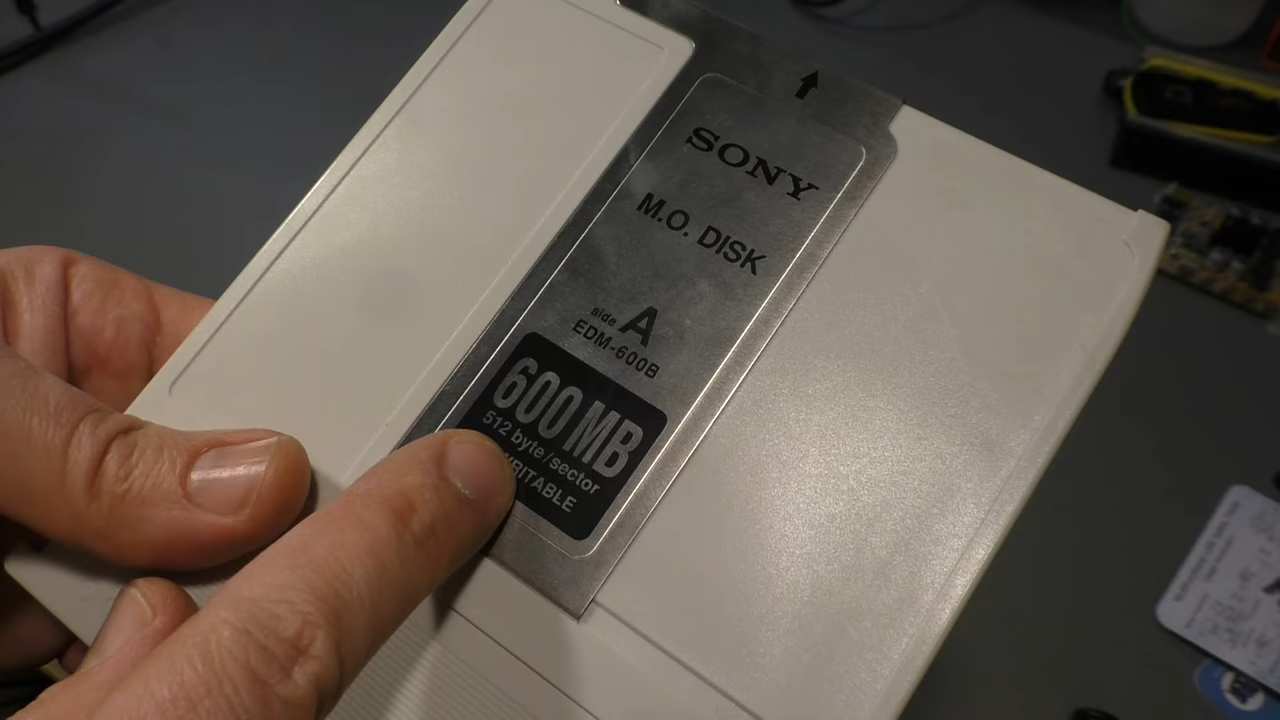 SONY
M.O. DISK
side A
EDM-600B
600 MB
512 byte/sector